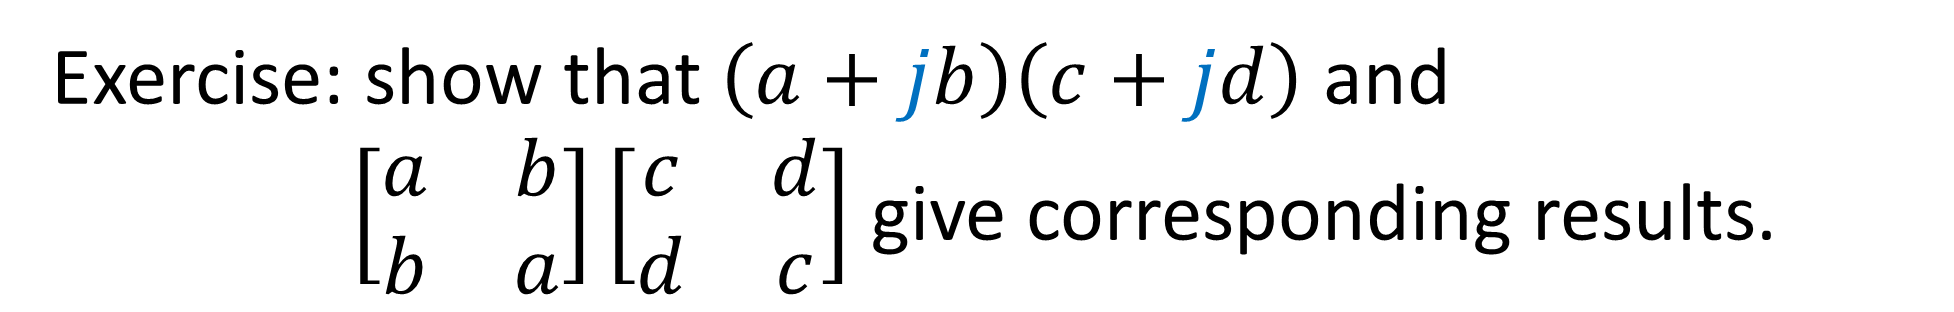 Exercise: show that (a + jb)(c + jd) and
[a b
b a] [c d
d c] give corresponding results.